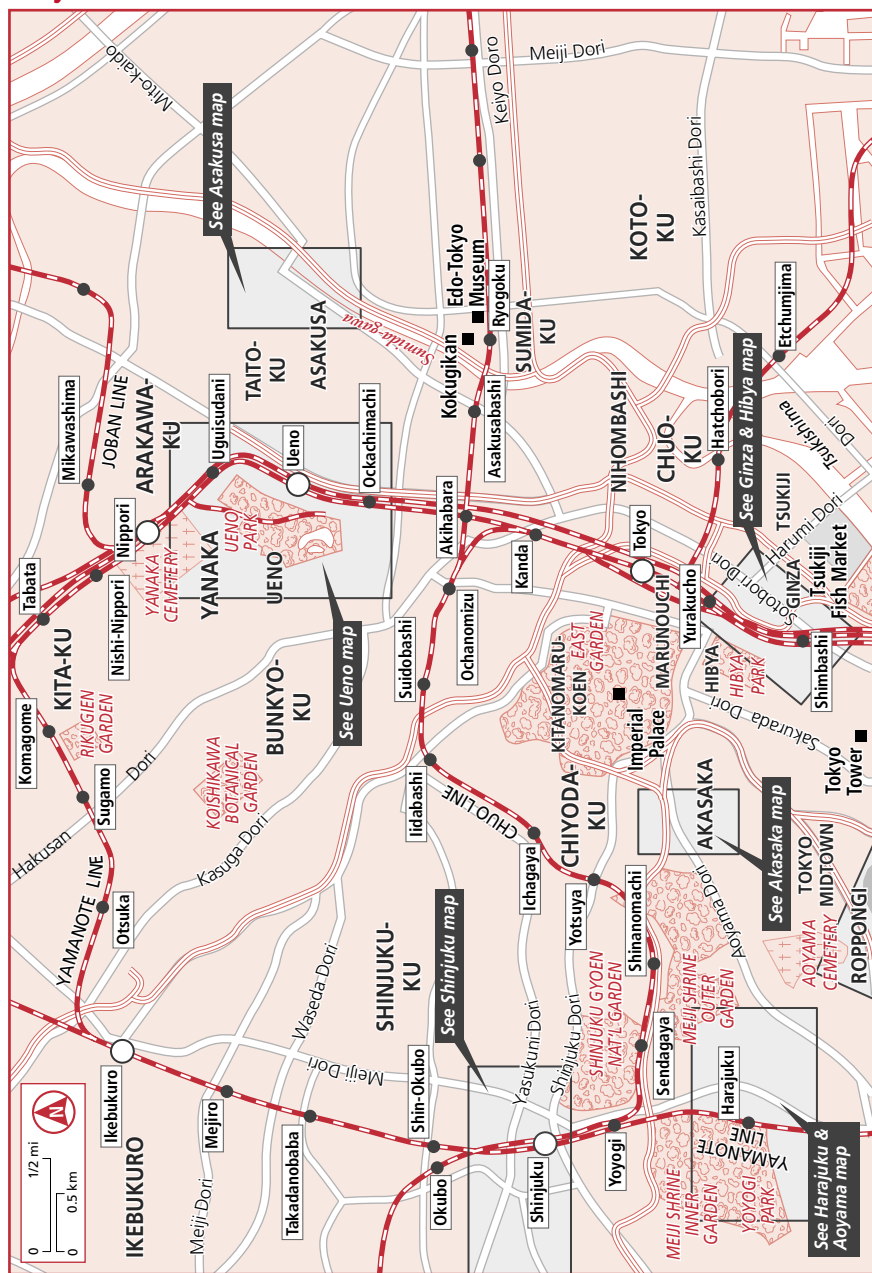 0
1/2 mi
0
0.5 km
N
IKEBUKURO
Ikebukuro
Mejiro
Meiji Dori
Takadanobaba
Shin-Okubo
Okubo
Shinjuku
Yoyogi
MEIJI SHRINE
INNER
GARDEN
YOYOGI
PARK
YAMANOTE
LINE
Harajuku
See Harajuku &
Aoyama map
YAMANOTE LINE
Otsuka
Sugamo
Komagome
Hakusan
Dori
RIKUGIEN
GARDEN
KITA-KU
Tabata
Nishi-Nippori
Nippori
KOISHIKAWA
BOTANICAL
GARDEN
Kasuga Dori
Waseda Dori
Meiji Dori
SHINJUKU-
KU
See Shinjuku map
Yasukuni Dori
Shinjuku Dori
SHINJUKU GYOEN
NAT'L GARDEN
Sendagaya
Shinanomachi
MEIJI SHRINE
OUTER
GARDEN
Aoyama Dori
AOYAMA
CEMETERY
ROPPONGI
TOKYO
MIDTOWN
See Akasaka map
AKASAKA
BUNKYO-
KU
See Ueno map
Suidobashi
Iidabashi
CHUO LINE
Ichagaya
Yotsuya
CHIYODA-
KU
KITANOMARU-
KOEN
EAST
GARDEN
Imperial
Palace
MARUNOUCHI
HIBYA
HIBYA
PARK
Sakurada Dori
Tokyo
Tower
Mikawashima
JOBAN LINE
ARAKAWA-
KU
YANAKA
CEMETERY
YANAKA
UENO
PARK
UENO
Uguisudani
Ueno
Ockachimachi
Akihabara
Ochanomizu
Kanda
Tokyo
Yurakucho
Shimbashi
Sotobori Dori
GINZA
Tsukiji
Fish Market
TSUKIJI
Harumi Dori
See Ginza & Hibya map
Mito-kaido
See Asakusa map
TAITO-
KU
ASAKUSA
Sumida-gawa
Asakusabashi
Kokugikan
Edo-Tokyo
Museum
Ryogoku
SUMIDA-
KU
NIHOMBASHI
CHUO-
KU
Hatchobori
Tsukishima
Dori
Etchumjima
KOTO-
KU
Kasaibashi Dori
Keiyo Doro
Meiji Dori